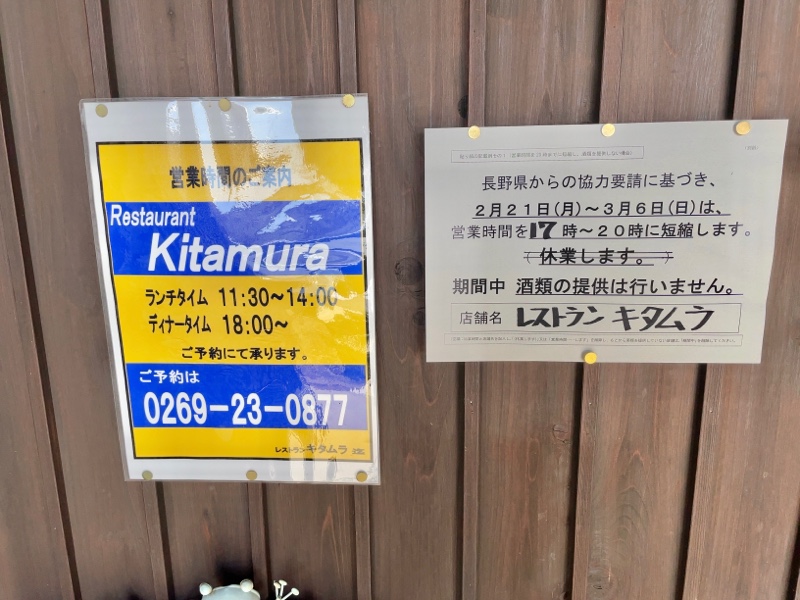 営業時間のご案内
Restaurant
Kitamura
ランチタイム 11:30～14:00
ディナータイム 18:00～
ご予約にて承ります。
ご予約は
0269-23-0877
レストラン キタムラ
長野県からの協力要請に基づき、
2月21日(月)～3月6日(日)は、
営業時間を17時～20時に短縮します。
(休業します。)
期間中 酒類の提供は行いません。
店舗名 レストラン キタムラ